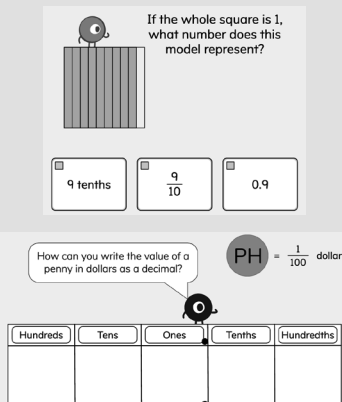 If the whole square is 1,
what number does this
model represent?
9 tenths
9
10
0.9
How can you write the value of a
penny in dollars as a decimal?
PH = 1/100 dollar
Hundreds Tens Ones Tenths Hundredths